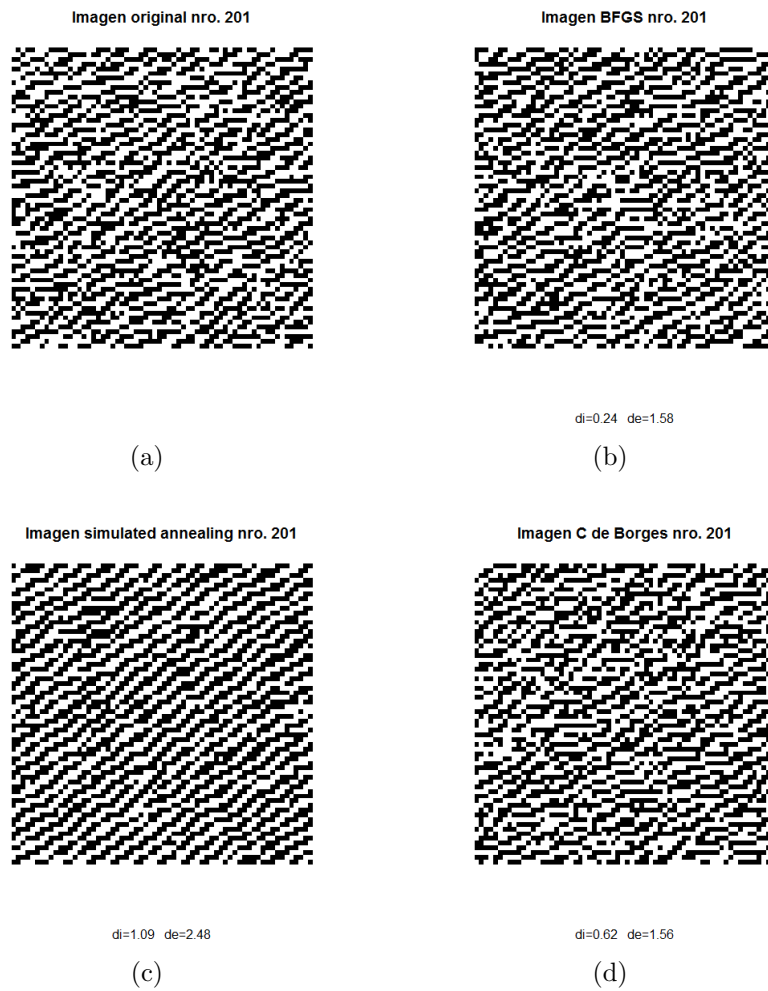 Imagen original nro. 201
Imagen BFGS nro. 201
di=0.24 de=1.58
(a)
(b)
Imagen simulated annealing nro. 201
Imagen C de Borges nro. 201
di=1.09 de=2.48
di=0.62 de=1.56
(c)
(d)